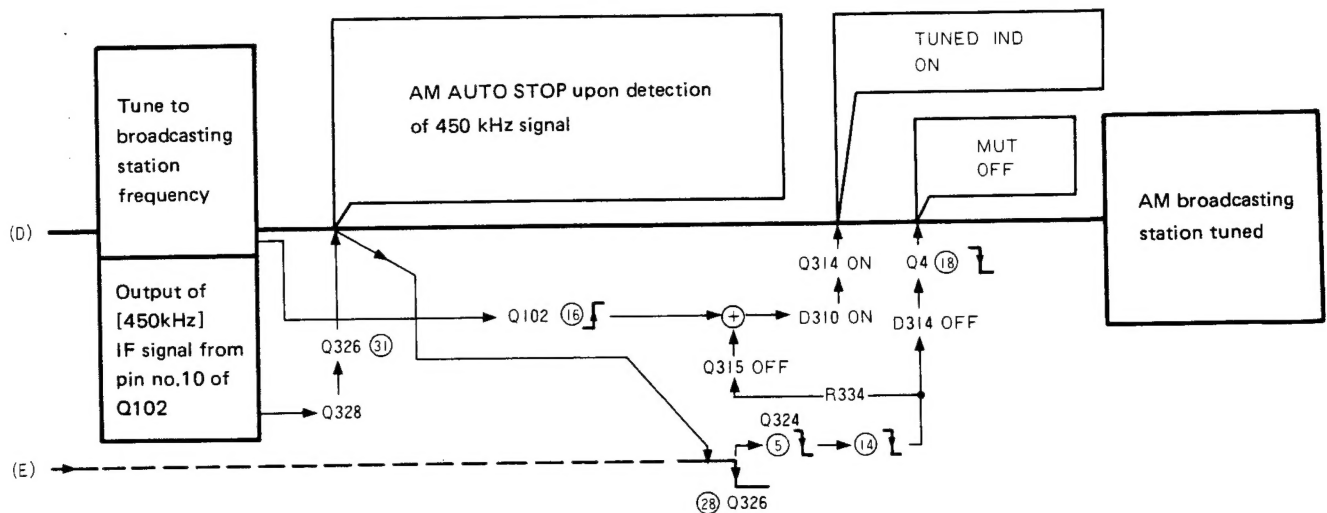 Tune to
broadcasting
station
frequency
AM AUTO STOP upon detection
of 450 kHz signal
TUNED IND
ON
MUT
OFF
AM broadcasting
station tuned
(D)
Output of
[450kHz]
IF signal from
pin no.10 of
Q102
Q314 ON
Q4 18
Q102 16
+
D310 ON
D314 OFF
Q326 31
Q315 OFF
R334
Q328
Q324
5
14
(E)
28 Q326